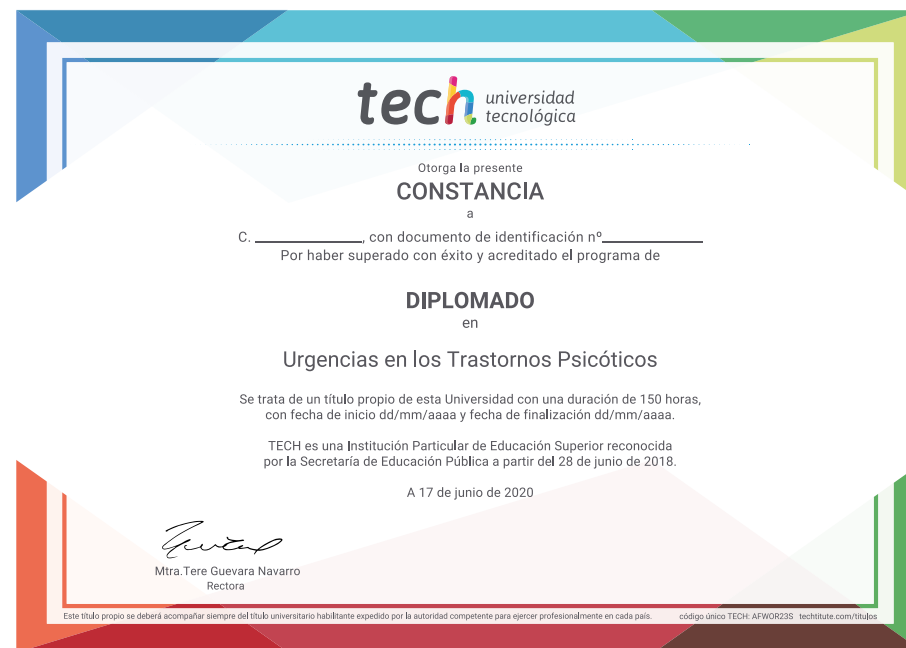 tech universidad
tecnológica
Otorga la presente
CONSTANCIA
a
C. ______________, con documento de identificación nº_____________
Por haber superado con éxito y acreditado el programa de
DIPLOMADO
en
Urgencias en los Trastornos Psicóticos
Se trata de un título propio de esta Universidad con una duración de 150 horas,
con fecha de inicio dd/mm/aaaa y fecha de finalización dd/mm/aaaa.
TECH es una Institución Particular de Educación Superior reconocida
por la Secretaría de Educación Pública a partir del 28 de junio de 2018.
A 17 de junio de 2020
Mtra.Tere Guevara Navarro
Rectora
Este título propio se deberá acompañar siempre del título universitario habilitante expedido por la autoridad competente para ejercer profesionalmente en cada país. código único TECH: AFWOR23S techtitute.com/titulos